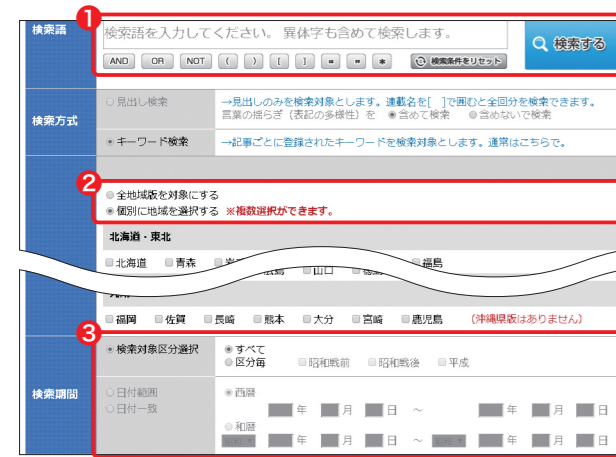 1
検索語
検索語を入力してください。 異体字も含めて検索します。
検索する
AND OR NOT ( ) [ ] = = * 検索条件をリセット
検索方式
見出し検索
→見出しのみを検索対象とします。連載名を[ ]で囲むと全回分を検索できます。
言葉の揺らぎ（表記の多様性）を 含めて検索 含めないで検索
キーワード検索
→記事ごとに登録されたキーワードを検索対象とします。通常はこちらで。
2
全地域版を対象にする
個別に地域を選択する ※複数選択ができます。
北海道・東北
北海道 青森 福島
山口
福岡 佐賀 長崎 熊本 大分 宮崎 鹿児島 （沖縄県版はありません）
3
検索対象区分選択 すべて
区分毎 昭和戦前 昭和戦後 平成
検索期間
日付範囲 西暦
日付一致
年 月 日 ～ 年 月 日
和暦
年 月 日 ～ 年 月 日